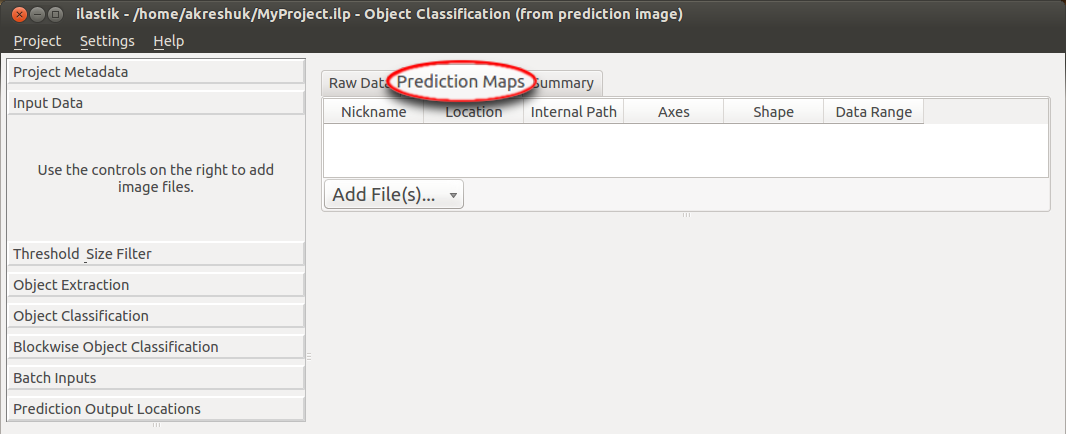 ilastik - /home/akreshuk/MyProject.ilp - Object Classification (from prediction image)
Project Settings Help
Project Metadata
Input Data
Use the controls on the right to add
image files.
Threshold_Size Filter
Object Extraction
Object Classification
Blockwise Object Classification
Batch Inputs
Prediction Output Locations
Raw Data Prediction Maps Summary
Nickname Location Internal Path Axes Shape Data Range
Add File(s)...